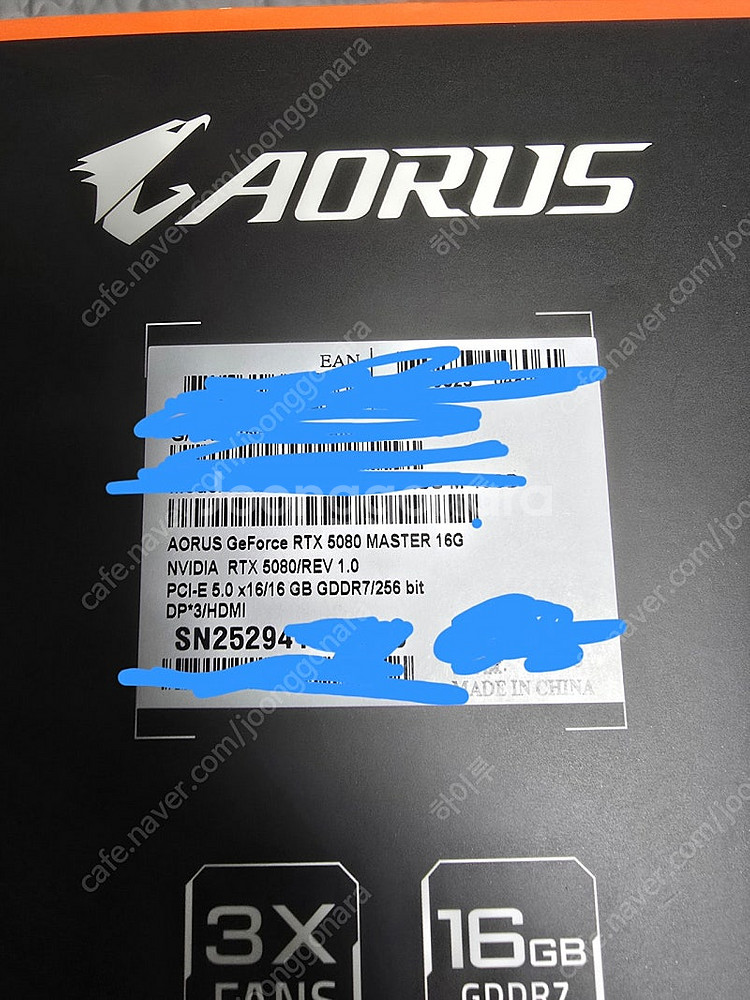 AORUS
EAN
AORUS GeForce RTX 5080 MASTER 16G
NVIDIA RTX 5080/REV 1.0
PCI-E 5.0 x16/16 GB GDDR7/256 bit
DP*3/HDMI
SN25294
MADE IN CHINA
3X
FANS
16GB
GDDR7
cafe.naver.com/joonggonara
하이룩
joonggonara